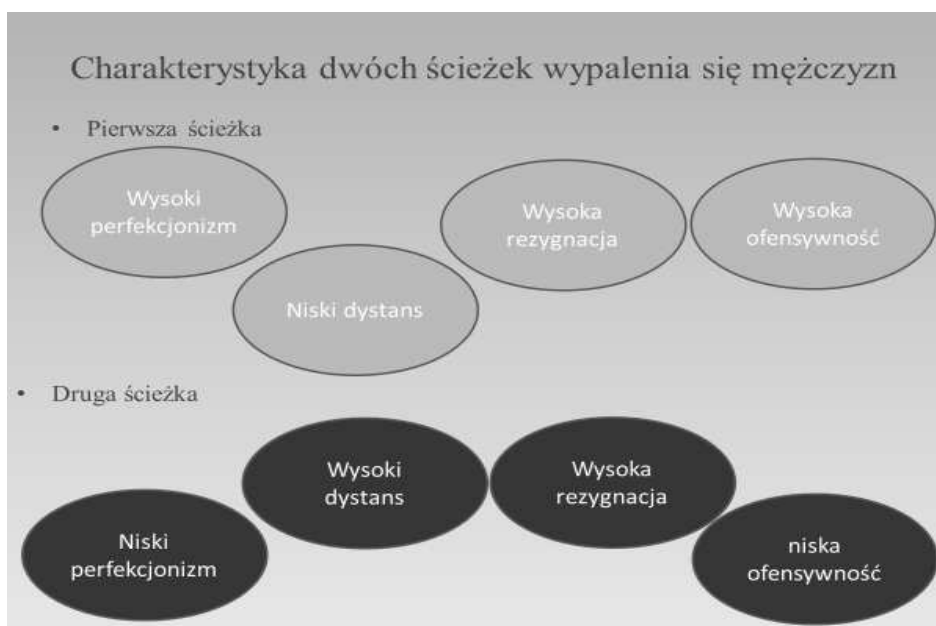 Charakterystyka dwóch ścieżek wypalenia się mężczyzn
• Pierwsza ścieżka
Wysoki
perfekcjonizm
Niski dystans
Wysoka
rezygnacja
Wysoka
ofensywność
• Druga ścieżka
Niski
perfekcjonizm
Wysoki
dystans
Wysoka
rezygnacja
niska
ofensywność